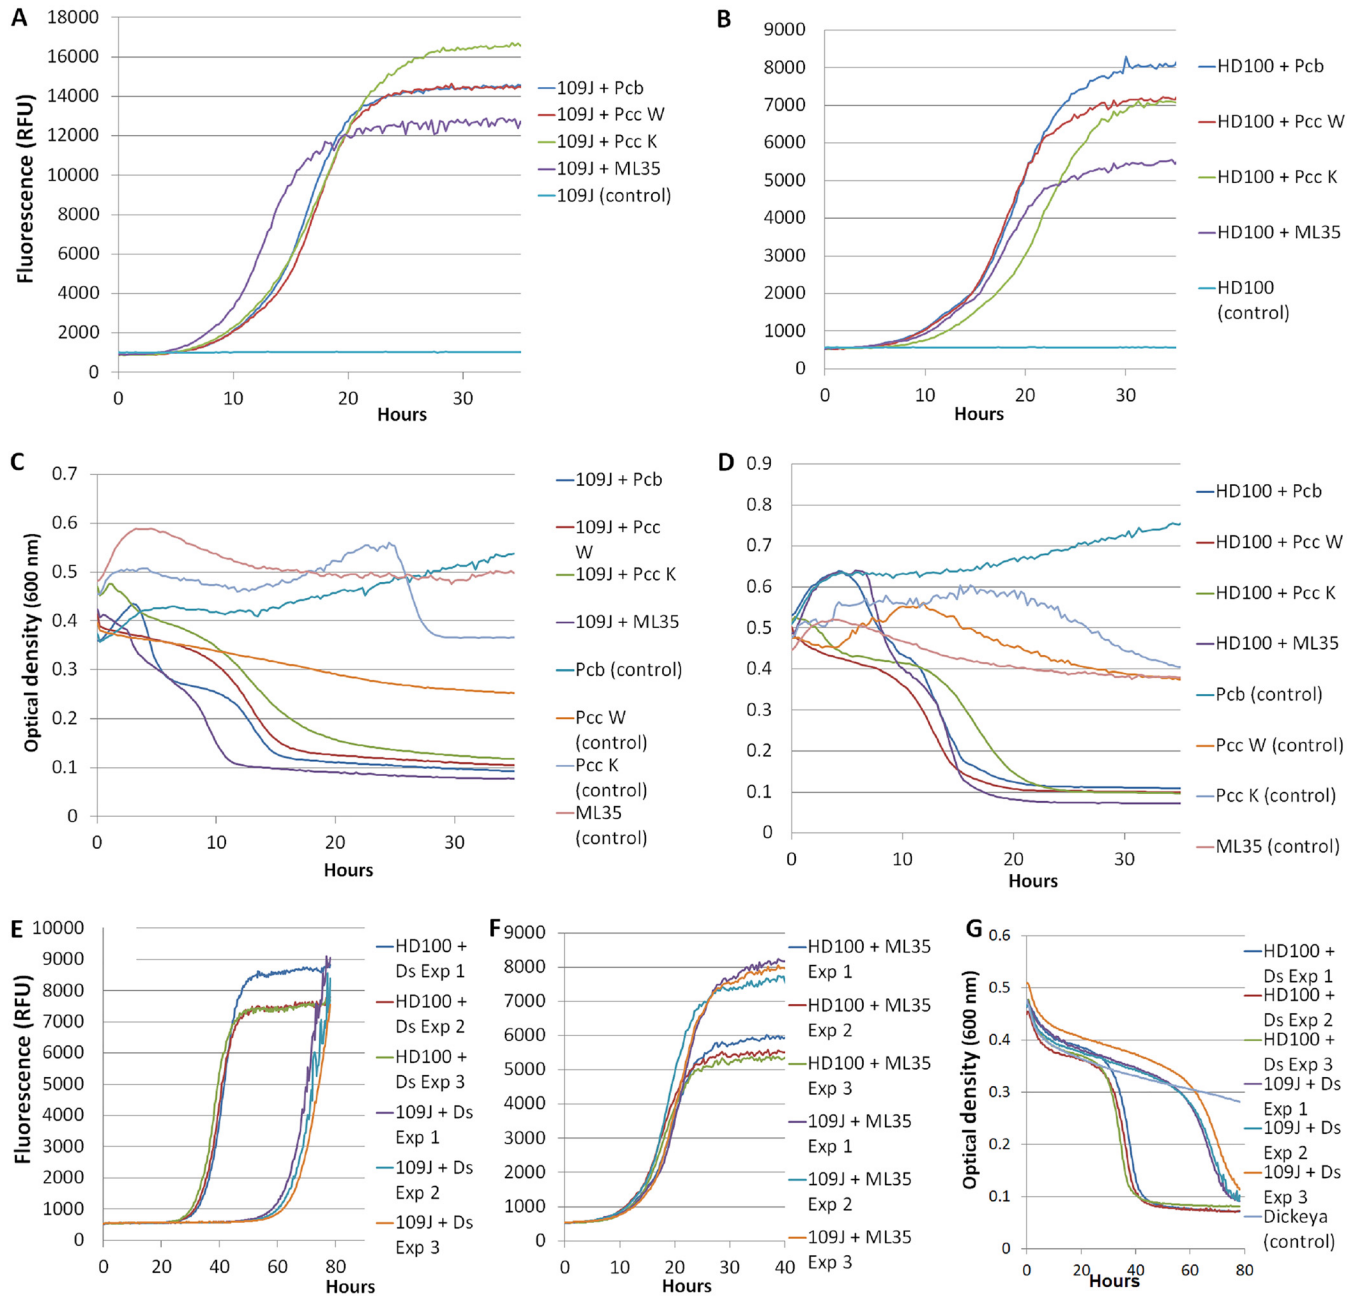 A
Fluorescence (RFU)
18000
16000
14000
12000
10000
8000
6000
4000
2000
0
0 10 20 30
Hours
109J + Pcb
109J + Pcc W
109J + Pcc K
109J + ML35
109J (control)
B
9000
8000
7000
6000
5000
4000
3000
2000
1000
0
0 10 20 30
Hours
HD100 + Pcb
HD100 + Pcc W
HD100 + Pcc K
HD100 + ML35
HD100
(control)
C
Optical density (600 nm)
0.7
0.6
0.5
0.4
0.3
0.2
0.1
0
0 10 20 30
Hours
109J + Pcb
109J + Pcc
W
109J + Pcc K
109J + ML35
Pcb (control)
Pcc W
(control)
Pcc K
(control)
ML35
(control)
D
0.9
0.8
0.7
0.6
0.5
0.4
0.3
0.2
0.1
0
0 10 20 30
Hours
HD100 + Pcb
HD100 + Pcc W
HD100 + Pcc K
HD100 + ML35
Pcb (control)
Pcc W (control)
Pcc K (control)
ML35 (control)
E
Fluorescence (RFU)
10000
9000
8000
7000
6000
5000
4000
3000
2000
1000
0
0 20 40 60 80
Hours
HD100 +
Ds Exp 1
HD100 +
Ds Exp 2
HD100 +
Ds Exp 3
109J + Ds
Exp 1
109J + Ds
Exp 2
109J + Ds
Exp 3
F
9000
8000
7000
6000
5000
4000
3000
2000
1000
0
0 10 20 30 40
Hours
HD100 + ML35
Exp 1
HD100 + ML35
Exp 2
HD100 + ML35
Exp 3
109J + ML35
Exp 1
109J + ML35
Exp 2
109J + ML35
Exp 3
G
Optical density (600 nm)
0.6
0.5
0.4
0.3
0.2
0.1
0
0 20 40 60 80
Hours
HD100 +
Ds Exp 1
HD100 +
Ds Exp 2
HD100 +
Ds Exp 3
109J + Ds
Exp 1
109J + Ds
Exp 2
109J + Ds
Exp 3
Dickeya
(control)